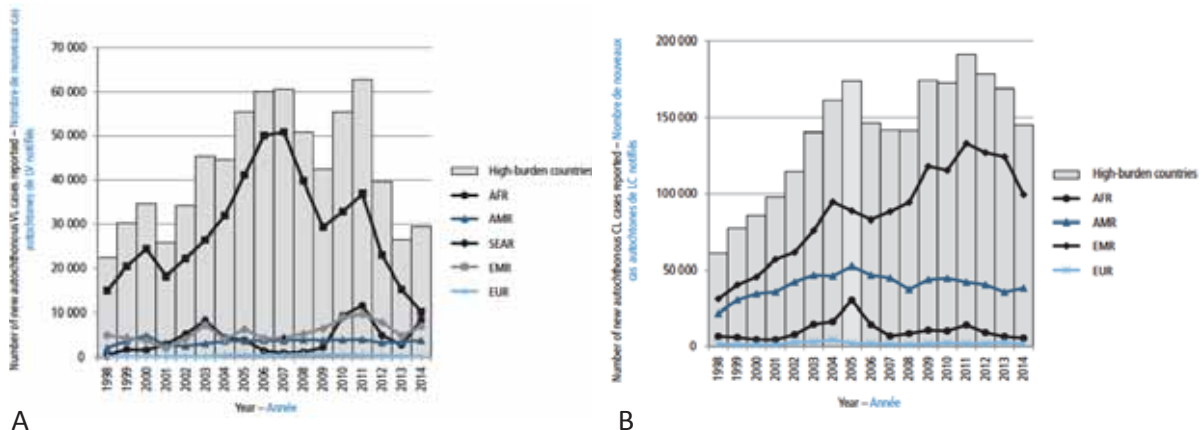 Number of new autochthonous VL cases reported – Nombre de nouveaux cas
autochtones de LV notifiés
70 000
60 000
50 000
40 000
30 000
20 000
10 000
0
1998
1999
2000
2001
2002
2003
2004
2005
2006
2007
2008
2009
2010
2011
2012
2013
2014
Year – Année
High-burden countries
AFR
AMR
SEAR
EMR
EUR
A
Number of new autochthonous CL cases reported – Nombre de nouveaux
cas autochtones de LC notifiés
200 000
150 000
100 000
50 000
0
1998
1999
2000
2001
2002
2003
2004
2005
2006
2007
2008
2009
2010
2011
2012
2013
2014
Year – Année
High-burden countries
AFR
AMR
EMR
EUR
B